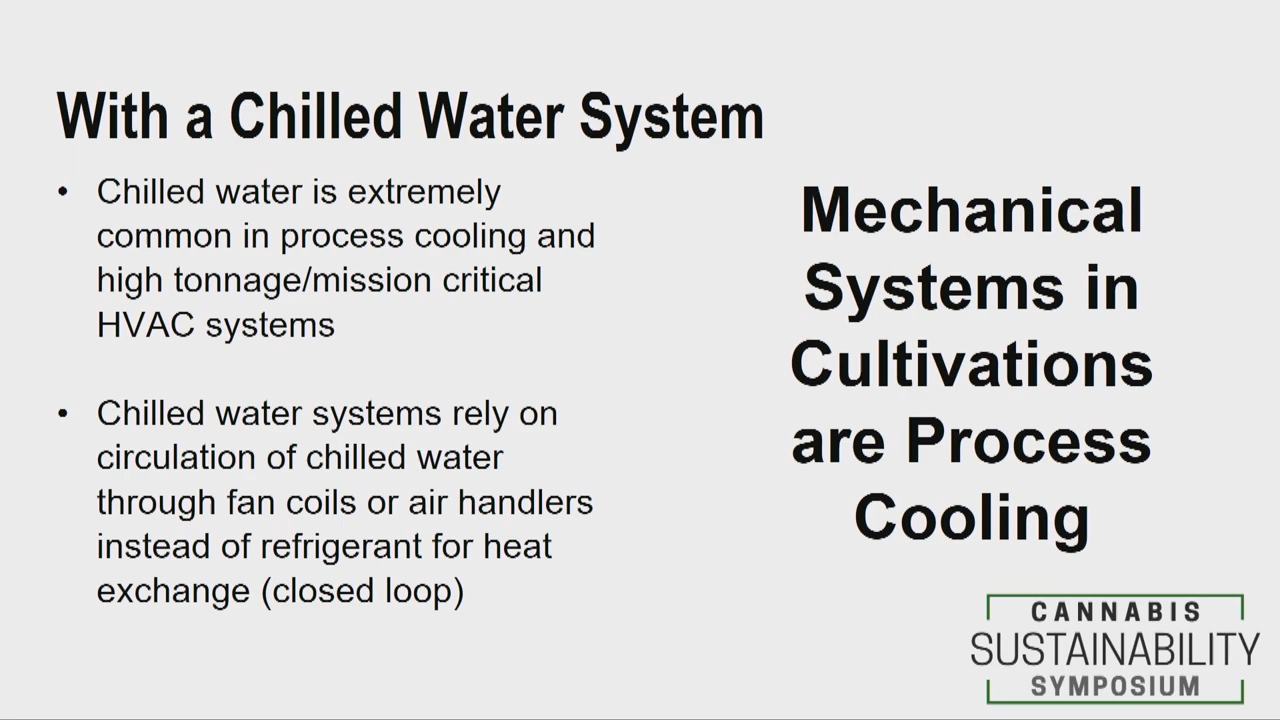 With a Chilled Water System
• Chilled water is extremely
common in process cooling and
high tonnage/mission critical
HVAC systems
• Chilled water systems rely on
circulation of chilled water
through fan coils or air handlers
instead of refrigerant for heat
exchange (closed loop)
Mechanical
Systems in
Cultivations
are Process
Cooling
CANNABIS
SUSTAINABILITY
SYMPOSIUM